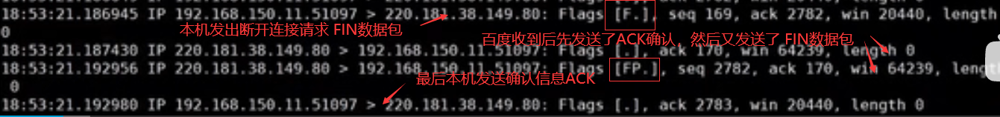 18:53:21.186945 IP 192.168.150.11.51097 > 220.181.38.149.80: Flags [F.], seq 169, ack 2782, win 20440, length
0
本机发出断开连接请求 FIN数据包
百度收到后先发送了ACK确认，然后又发送了 FIN数据包
18:53:21.187430 IP 220.181.38.149.80 > 192.168.150.11.51097: Flags [.], ack 170, win 64239, length 0
18:53:21.192956 IP 220.181.38.149.80 > 192.168.150.11.51097: Flags [FP.], seq 2782, ack 170, win 64239, lengt
0
最后本机发送确认信息ACK
18:53:21.192980 IP 192.168.150.11.51097 > 220.181.38.149.80: Flags [.], ack 2783, win 20440, length 0